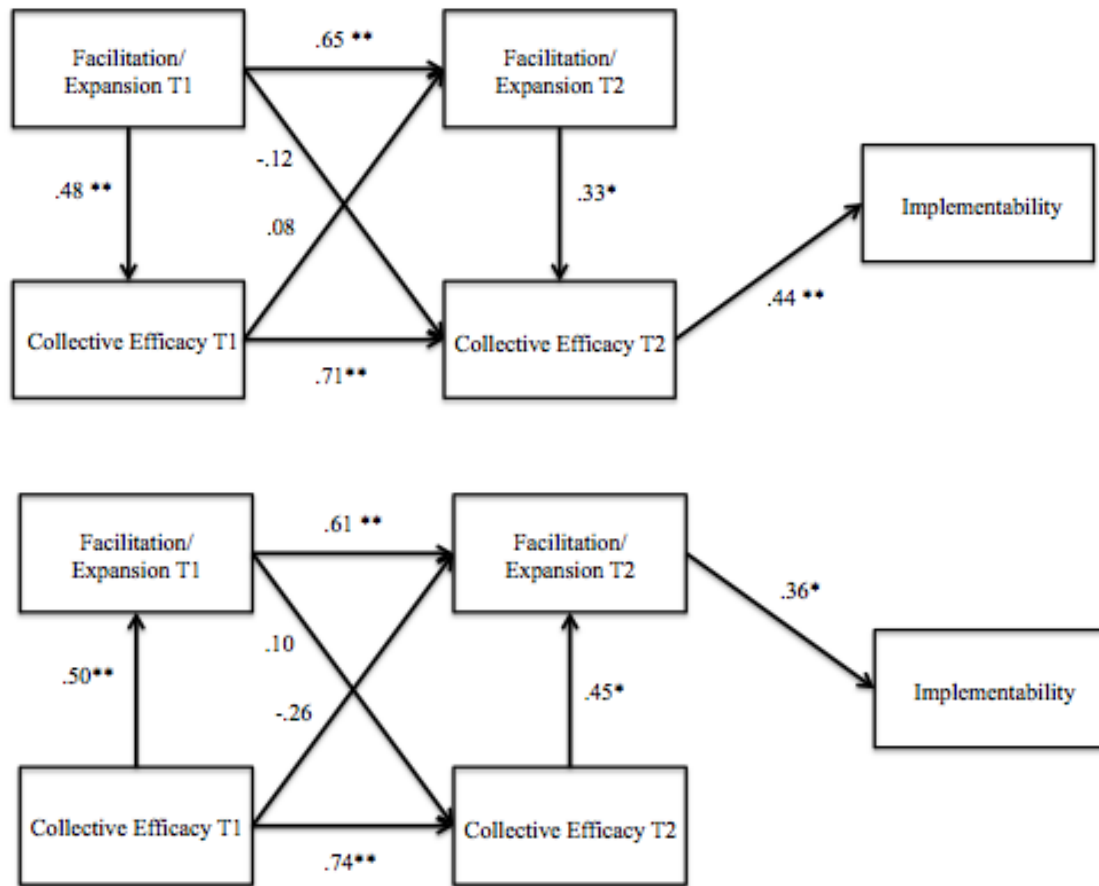 .65 **
Facilitation/
Expansion T1
Facilitation/
Expansion T2
-.12
.48 **
.33*
Implementability
.08
.44 **
Collective Efficacy T1
Collective Efficacy T2
.71**
.61 **
Facilitation/
Expansion T1
Facilitation/
Expansion T2
.36*
.10
.50**
.45*
Implementability
-.26
Collective Efficacy T1
Collective Efficacy T2
.74**